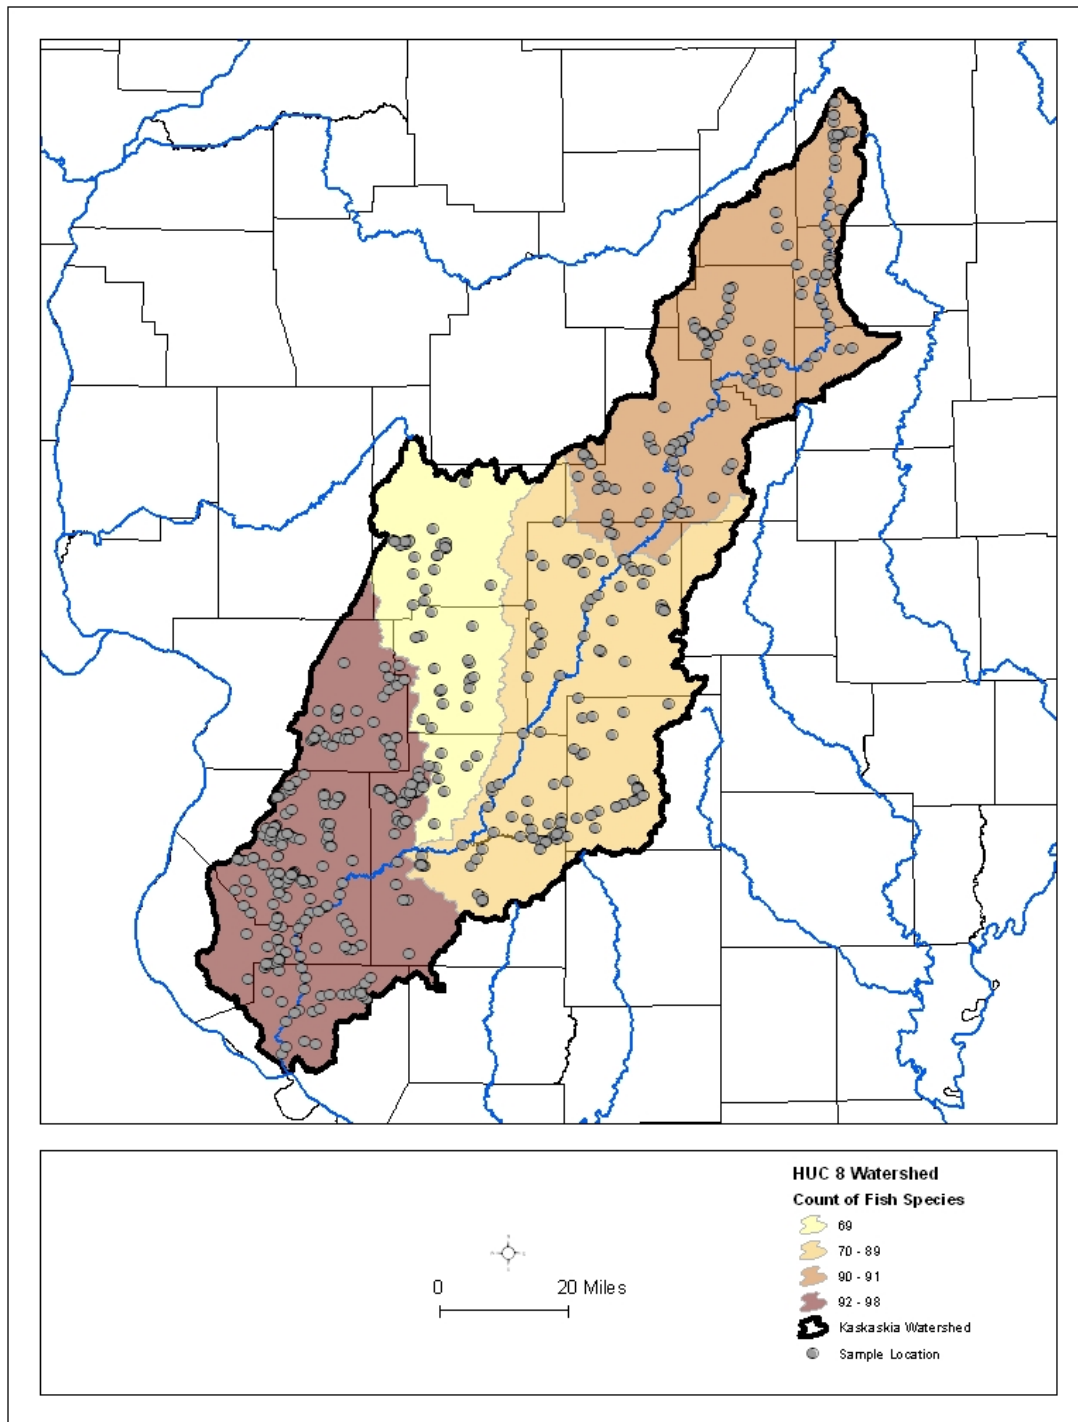 HUC 8 Watershed
Count of Fish Species
69
70 - 89
90 - 91
92 - 98
Kaskaskia Watershed
Sample Location
0 20 Miles